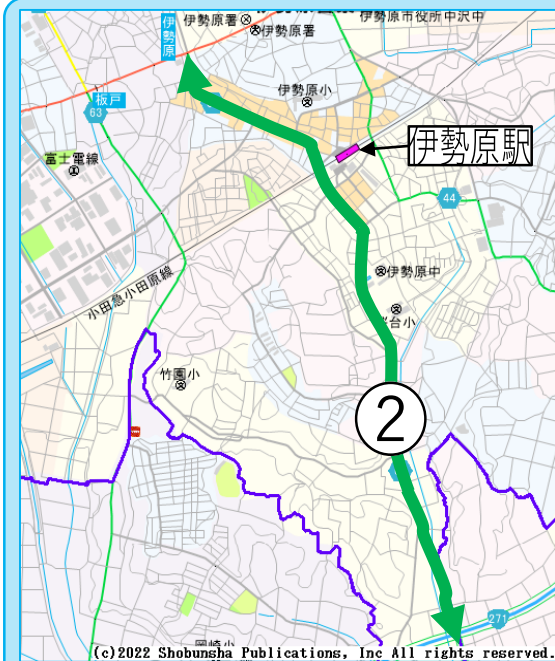 伊勢原署
伊勢原署
伊勢原市役所中沢中
伊勢原
板戸
63
伊勢原小
富士電線
伊勢原駅
44
小田急小田原線
伊勢原中
台小
竹園小
2
271
岡崎小
(c)2022 Shobunsha Publications, Inc All rights reserved.